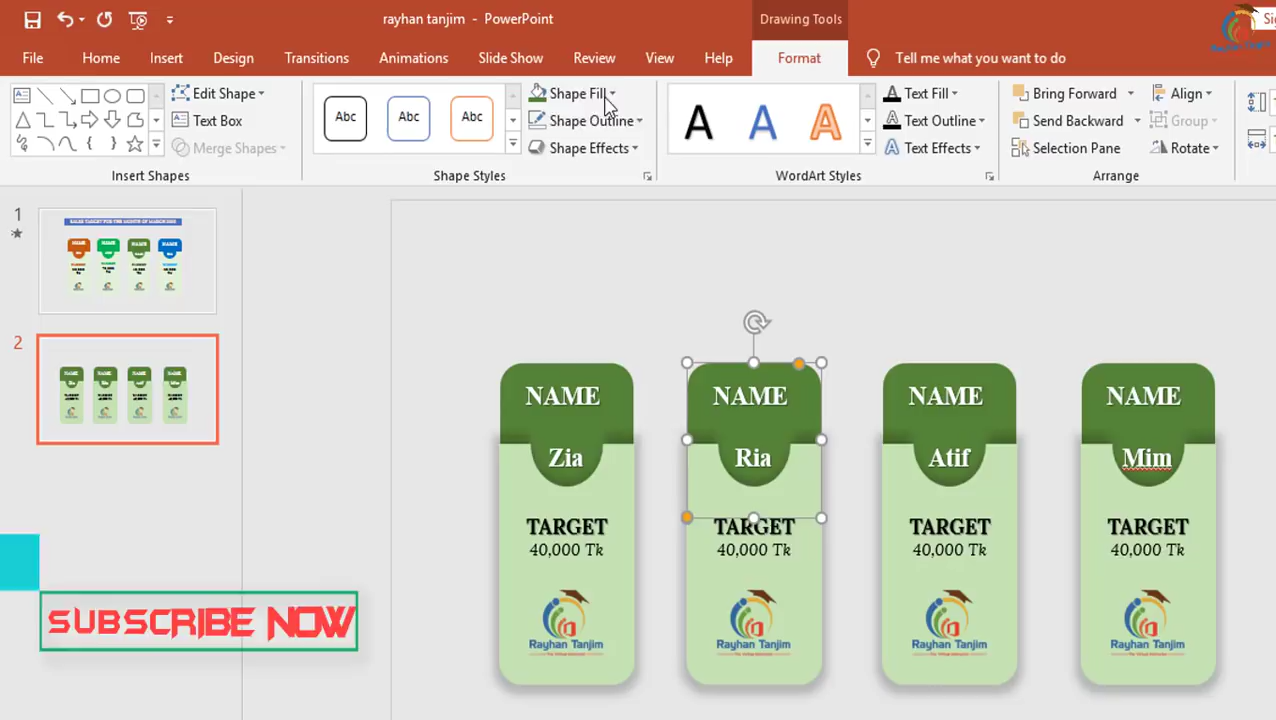 rayhan tanjim - PowerPoint
Drawing Tools
File
Home
Insert
Design
Transitions
Animations
Slide Show
Review
View
Help
Format
Tell me what you want to do
Edit Shape
Text Box
Merge Shapes
Insert Shapes
Abc
Abc
Abc
Shape Fill
Shape Outline
Shape Effects
Shape Styles
A
A
A
Text Fill
Text Outline
Text Effects
WordArt Styles
Bring Forward
Send Backward
Selection Pane
Align
Group
Rotate
Arrange
1
2
NAME
Zia
TARGET
40,000 Tk
Rayhan Tanjim
NAME
Ria
TARGET
40,000 Tk
Rayhan Tanjim
NAME
Atif
TARGET
40,000 Tk
Rayhan Tanjim
NAME
Mim
TARGET
40,000 Tk
Rayhan Tanjim
SUBSCRIBE NOW